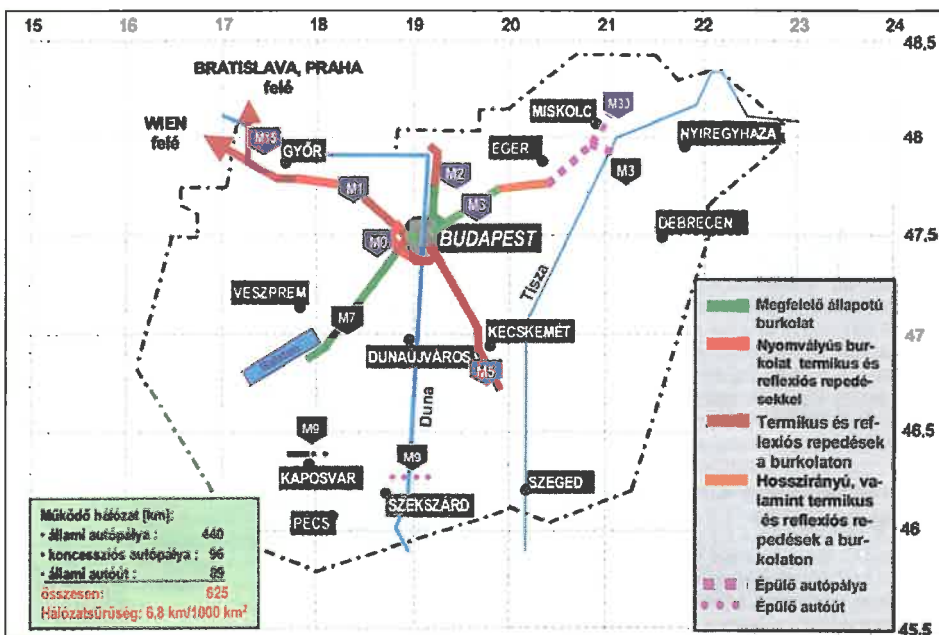 15 16 17 18 19 20 21 22 23 24
48,5
48
47.5
47
46.5
46
45.5
BRATISLAVA, PRAHA
felé
WIEN
felé
M15
GYŐR
M1
M2
M3
M0
BUDAPEST
EGER
MISKOLC
M30
NYIREGYHAZA
M3
DEBRECEN
VESZPREM
M7
DUNAÚJVÁROS
KECSKEMÉT
M5
Tisza
Duna
M9
KAPOSVAR
M9
SZEKSZÁRD
PECS
SZEGED
Megfelelő állapotú
burkolat
Nyomvályús bur-
kolat termikus és
reflexiós repedé-
sekkel
Termikus és ref-
lexiós repedések
a burkolaton
Hosszirányú, va-
lamint termikus
és reflexiós re-
pedések a bur-
kolaton
Épülő autópálya
Épülő autóút
Működő hálózat [km]:
• állami autópálya : 440
• koncessziós autópálya : 96
• állami autóút : 89
összesen: 625
Hálózatsűrűség: 6,8 km/1000 km²